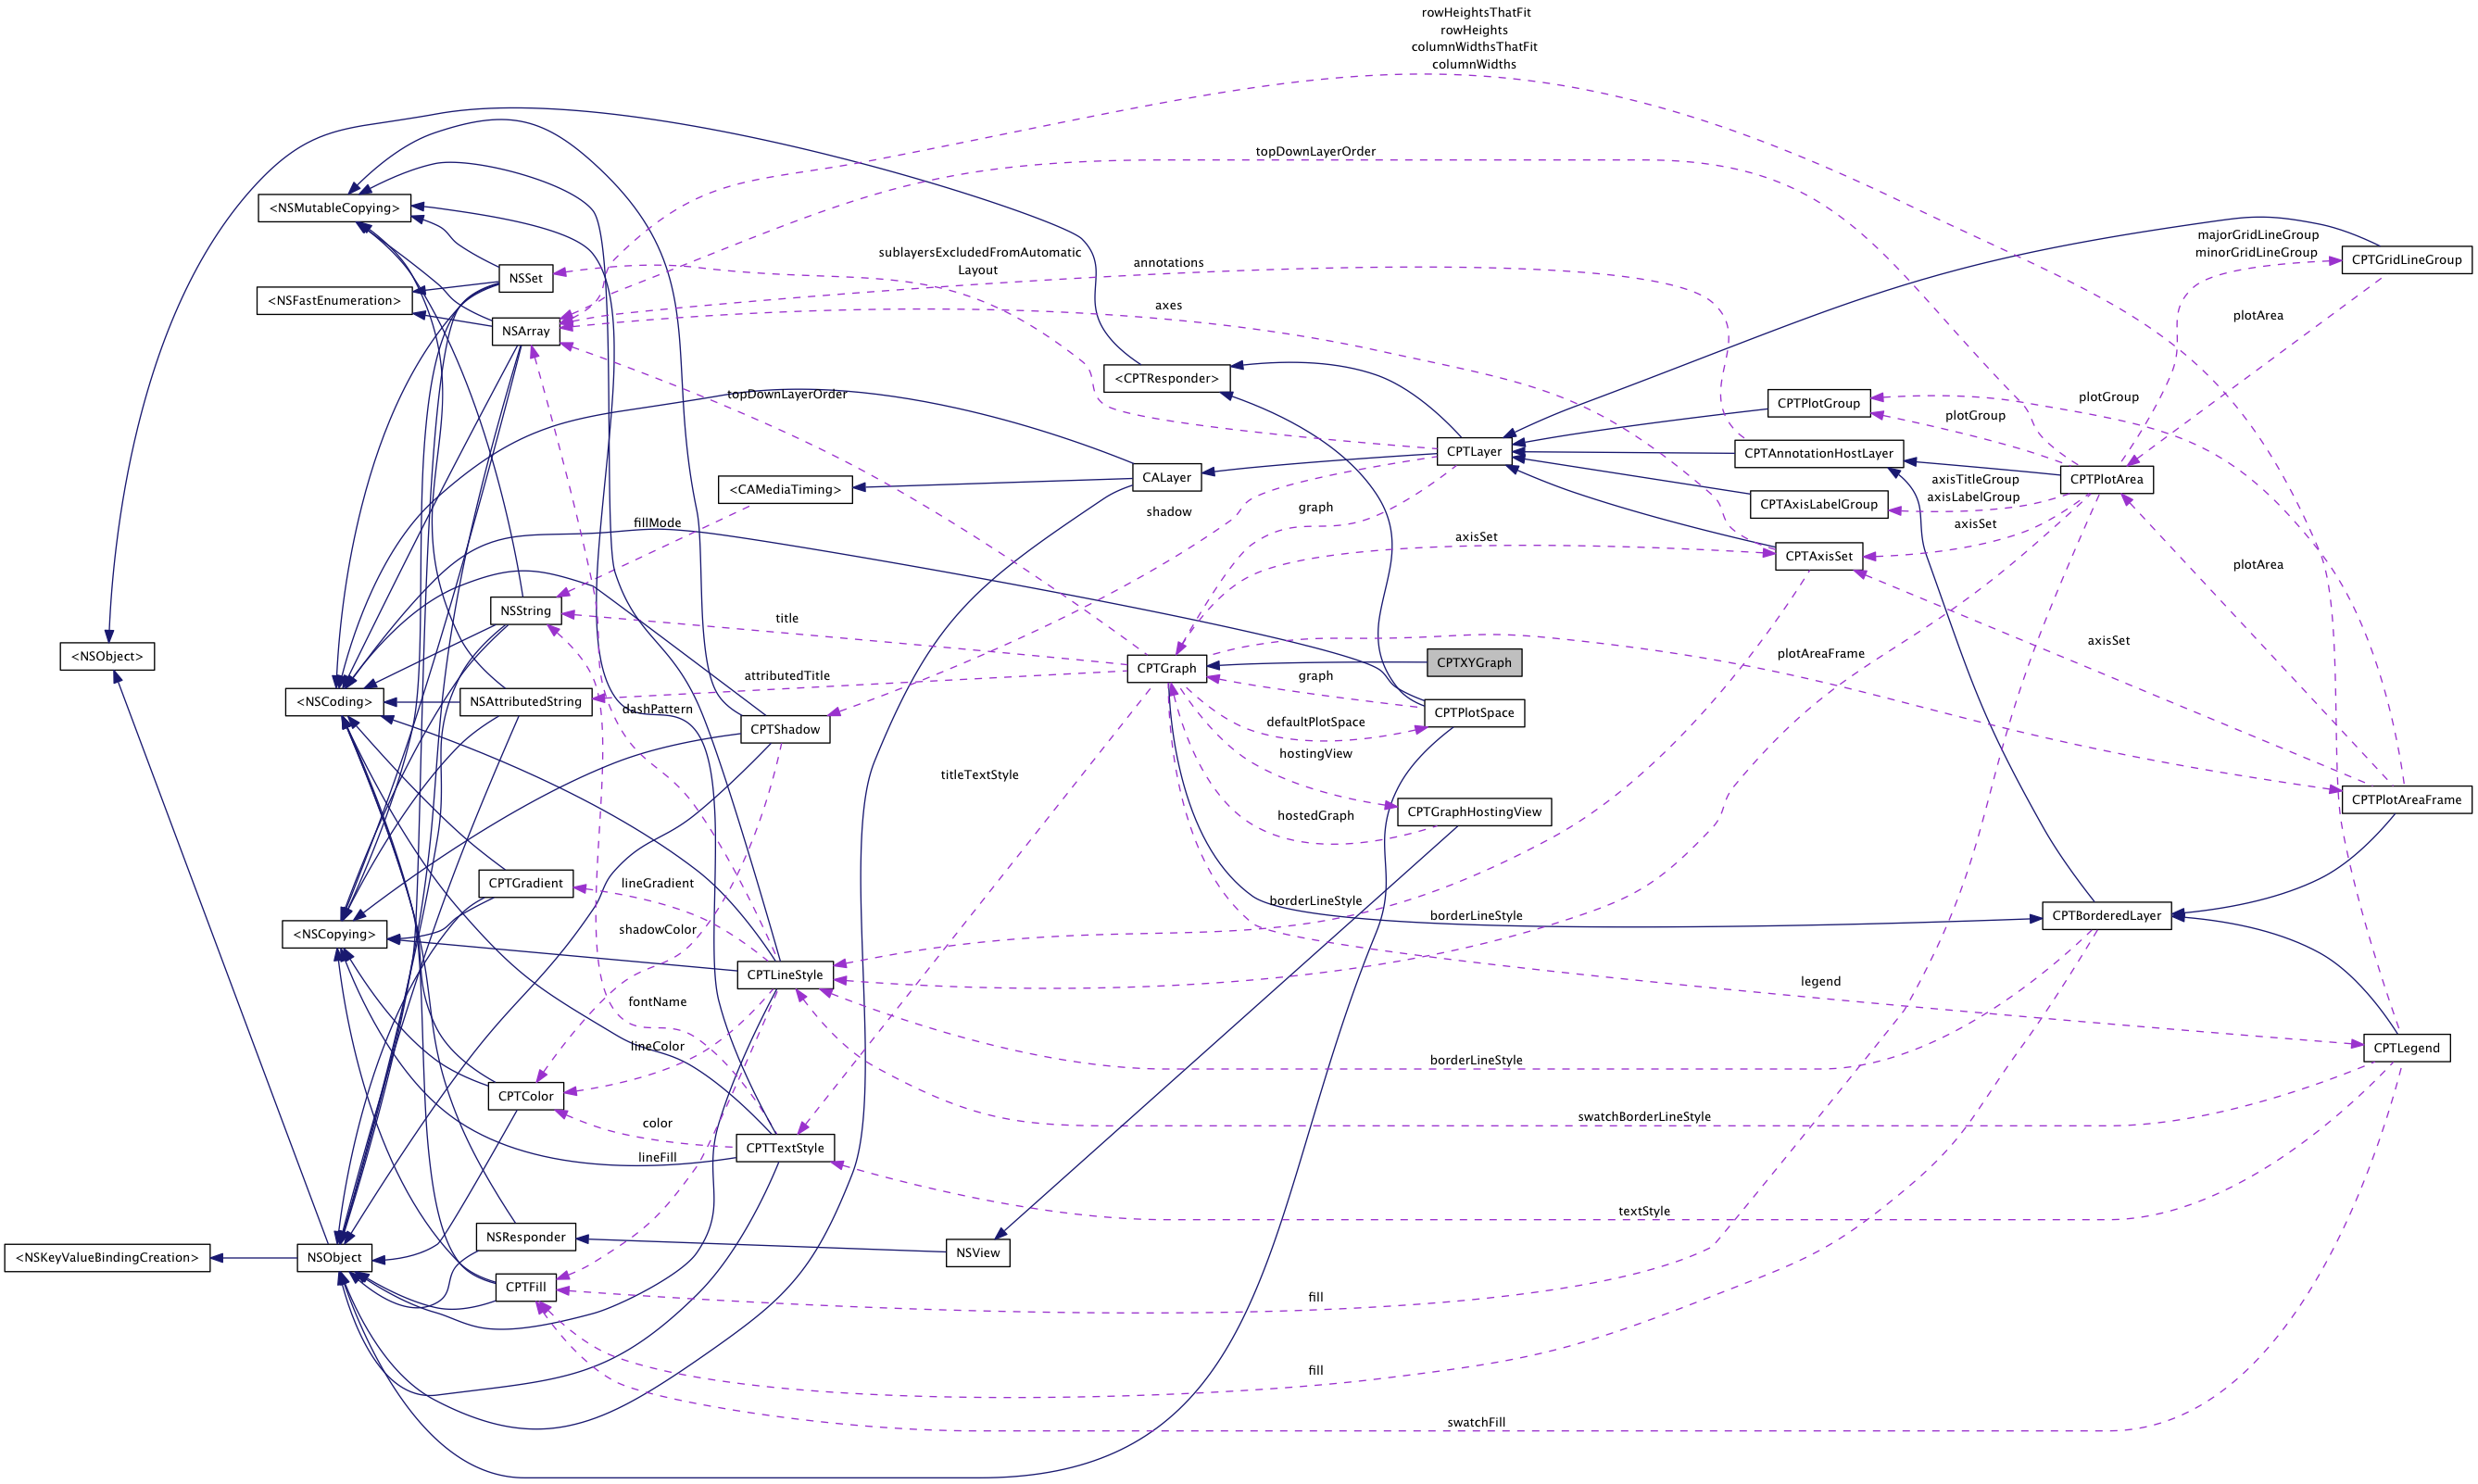 rowHeightsThatFit
rowHeights
columnWidthsThatFit
columnWidths
topDownLayerOrder
<NSMutableCopying>
majorGridLineGroup
minorGridLineGroup
sublayersExcludedFromAutomatic
Layout
annotations
CPTGridLineGroup
NSSet
<NSFastEnumeration>
axes
plotArea
NSArray
<CPTResponder>
topDownLayerOrder
CPTPlotGroup
plotGroup
plotGroup
CPTLayer
CPTAnnotationHostLayer
CALayer
CPTPlotArea
<CAMediaTiming>
axisTitleGroup
axisLabelGroup
CPTAxisLabelGroup
shadow
graph
fillMode
axisSet
axisSet
CPTAxisSet
plotArea
NSString
title
<NSObject>
CPTGraph
CPTXYGraph
plotAreaFrame
axisSet
attributedTitle
graph
<NSCoding>
NSAttributedString
dashPattern
CPTShadow
defaultPlotSpace
CPTPlotSpace
hostingView
titleTextStyle
CPTPlotAreaFrame
hostedGraph
CPTGraphHostingView
CPTGradient
lineGradient
borderLineStyle
borderLineStyle
CPTBorderedLayer
<NSCopying>
shadowColor
CPTLineStyle
legend
fontName
lineColor
borderLineStyle
CPTLegend
CPTColor
color
swatchBorderLineStyle
CPTTextStyle
lineFill
textStyle
NSResponder
NSView
<NSKeyValueBindingCreation>
NSObject
CPTFill
fill
fill
swatchFill